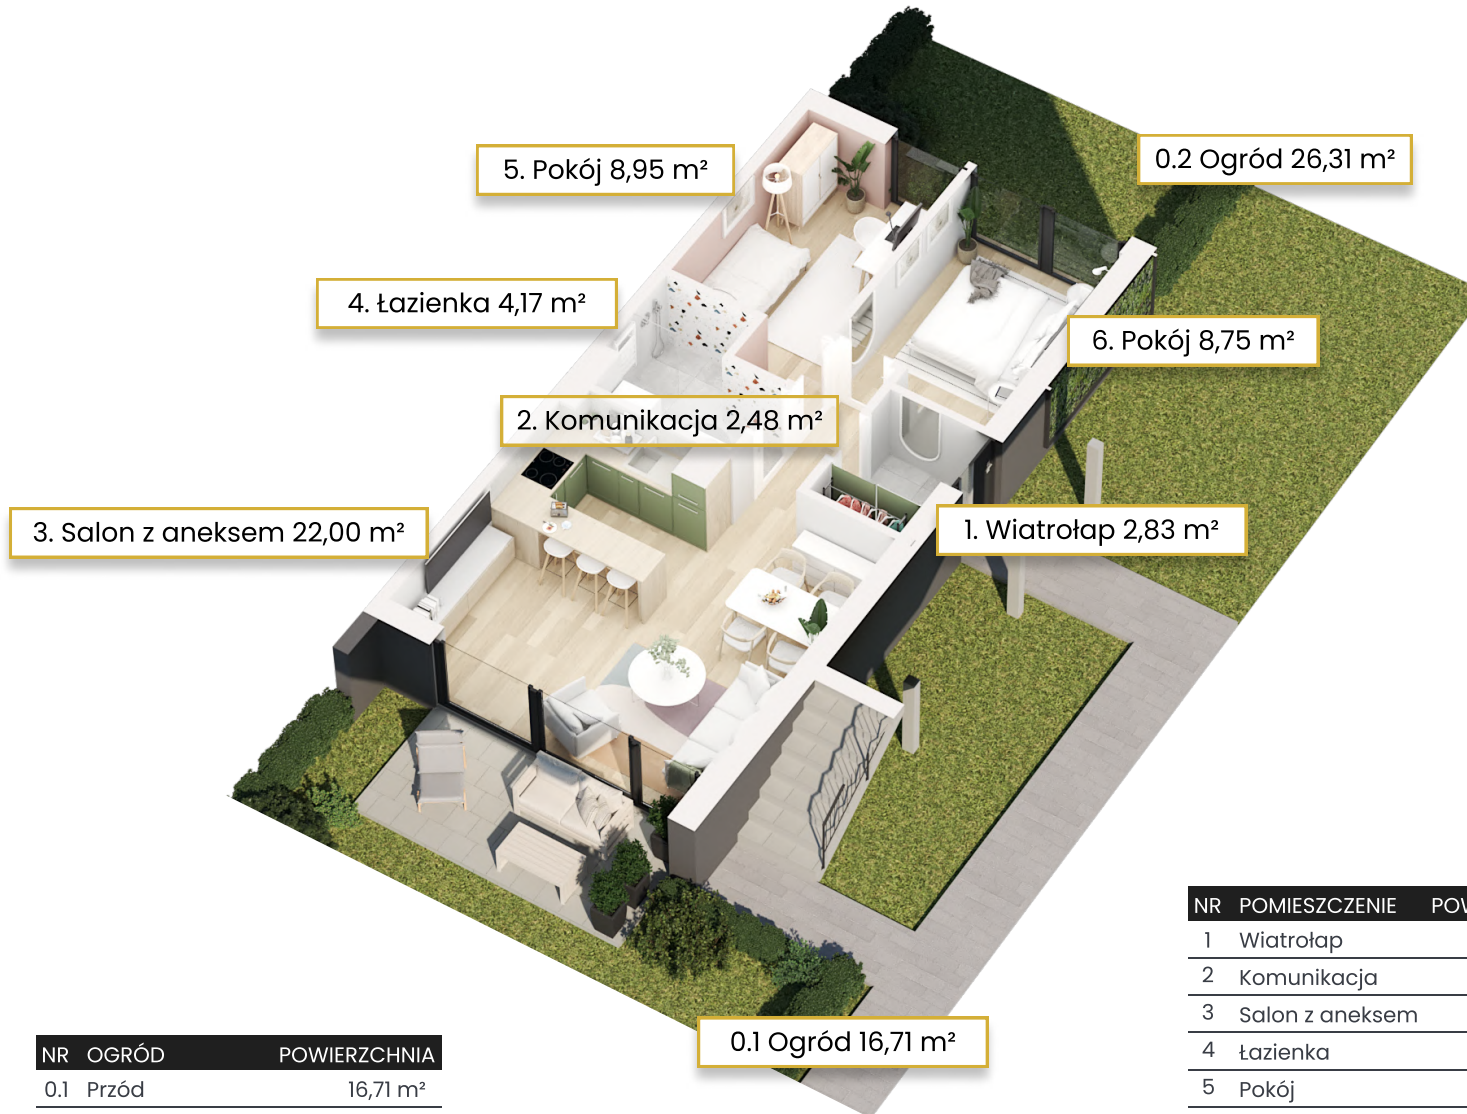 5. Pokój 8,95 m²
0.2 Ogród 26,31 m²
4. Łazienka 4,17 m²
6. Pokój 8,75 m²
2. Komunikacja 2,48 m²
3. Salon z aneksem 22,00 m²
1. Wiatrołap 2,83 m²
0.1 Ogród 16,71 m²
NR OGRÓD POWIERZCHNIA
0.1 Przód 16,71 m²
NR POMIESZCZENIE POW
1 Wiatrołap
2 Komunikacja
3 Salon z aneksem
4 Łazienka
5 Pokój